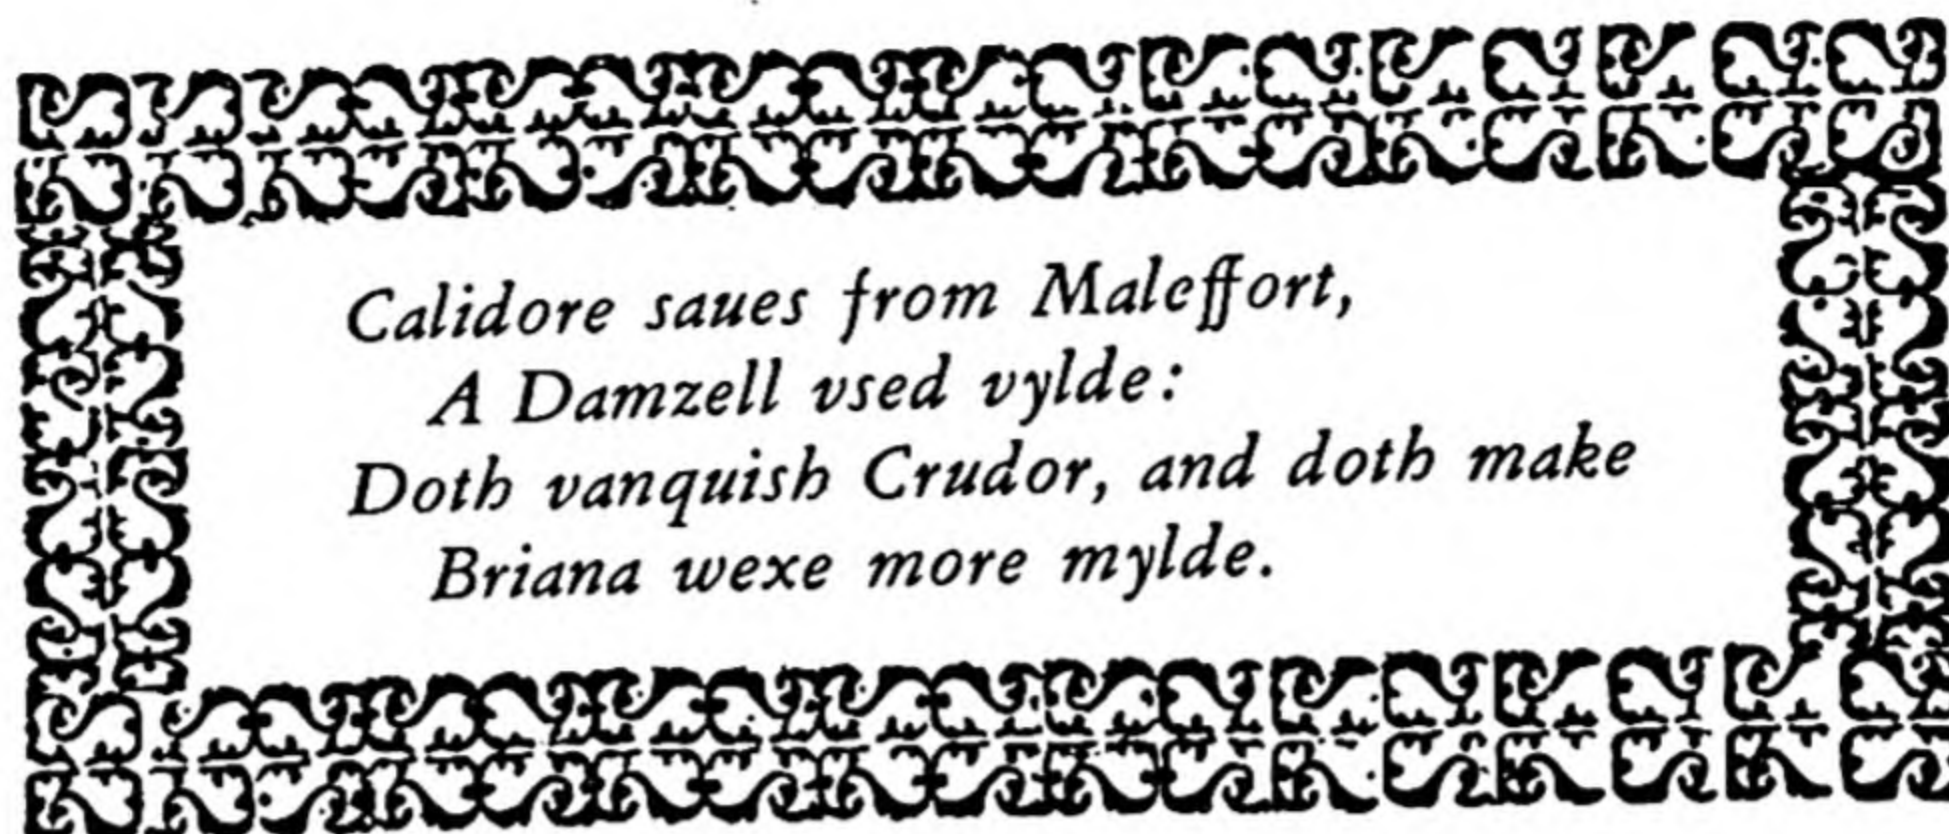 Calidore saues from Maleffort,
A Damzell vsed vylde:
Doth vanquish Crudor, and doth make
Briana wexe more mylde.